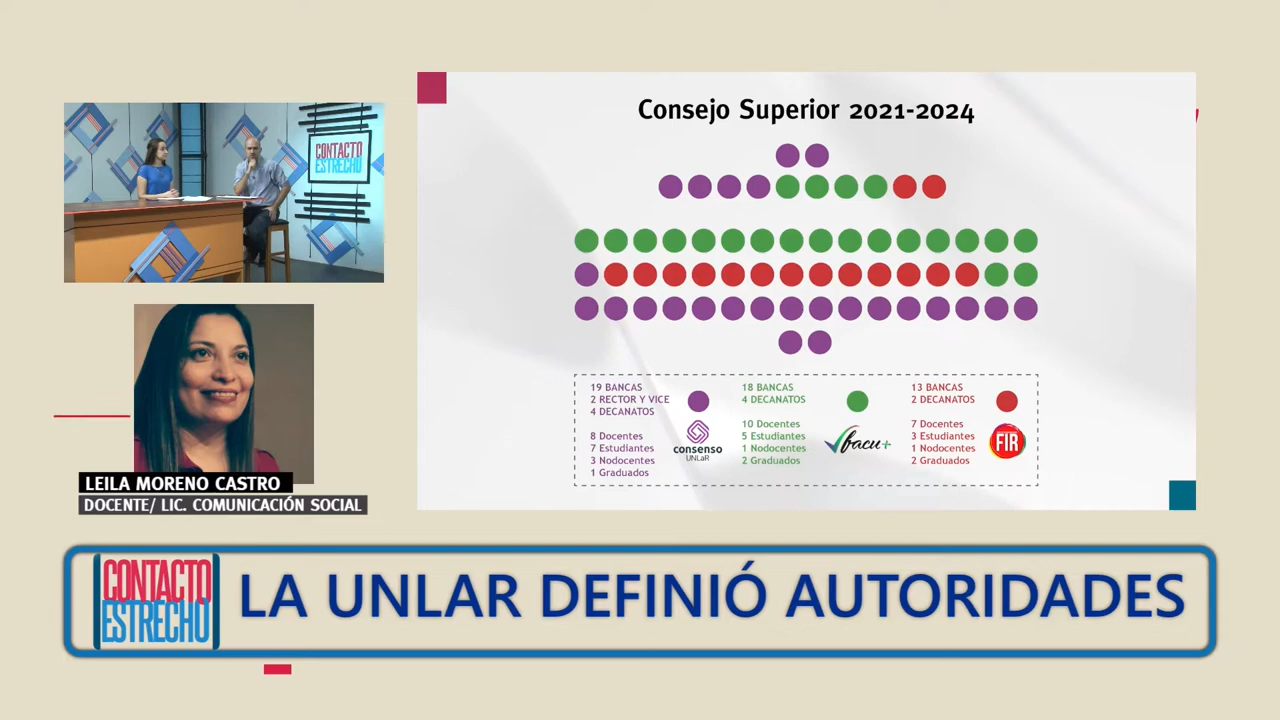 CONTACTO
ESTRECHO
LEILA MORENO CASTRO
DOCENTE/ LIC. COMUNICACIÓN SOCIAL
Consejo Superior 2021-2024
19 BANCAS
2 RECTOR Y VICE
4 DECANATOS
8 Docentes
7 Estudiantes
3 Nodocentes
1 Graduados
consenso
UNLaR
18 BANCAS
4 DECANATOS
10 Docentes
5 Estudiantes
1 Nodocentes
2 Graduados
facu+
13 BANCAS
2 DECANATOS
7 Docentes
3 Estudiantes
1 Nodocentes
2 Graduados
FIR
CONTACTO
ESTRECHO
LA UNLAR DEFINIÓ AUTORIDADES